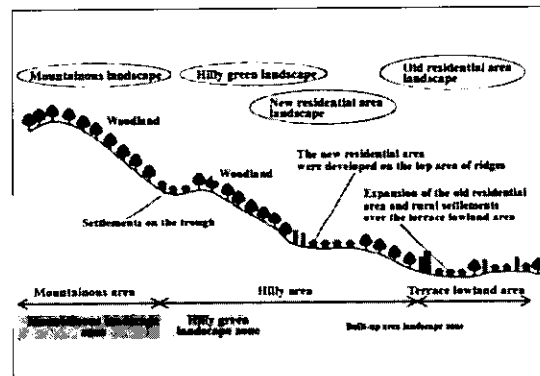 Mountainous landscape
Hilly green landscape
Old residential area
landscape
New residential area
landscape
Woodland
Woodland
The new residential area
were developed on the top area of ridges
Expansion of the old residential
area and rural settlements
over the terrace lowland area
Settlements on the trough
Mountainous area
Hilly area
Terrace lowland area
Mountainous landscape
zone
Hilly green
landscape zone
Built-up area landscape zone